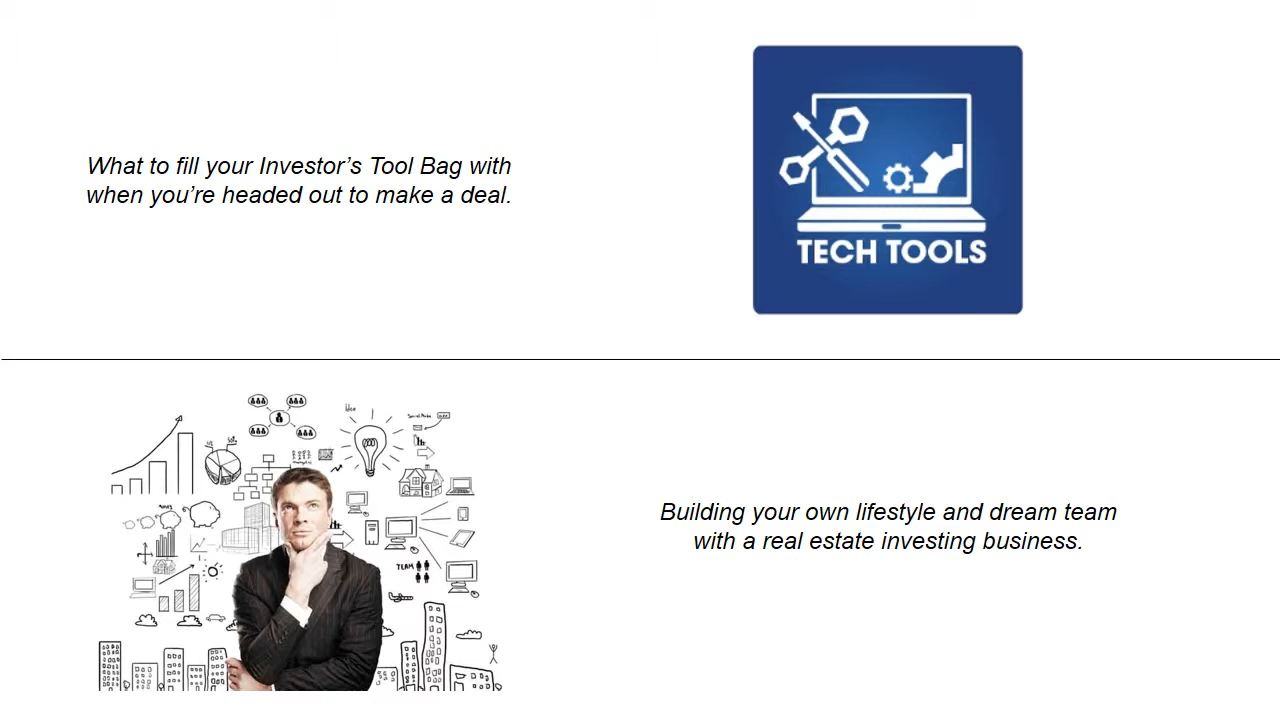 What to fill your Investor’s Tool Bag with
when you’re headed out to make a deal.
TECH TOOLS
Idea
TEAM
Building your own lifestyle and dream team
with a real estate investing business.